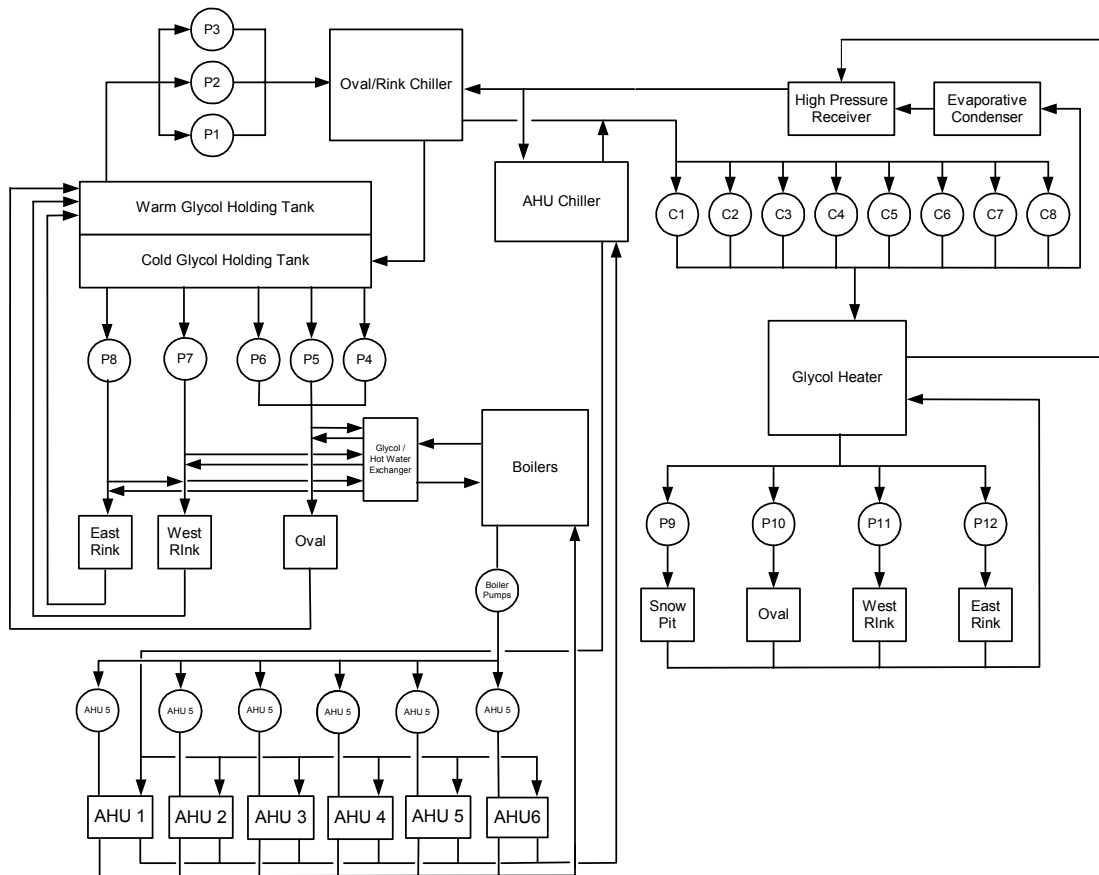 P3
P2
P1
Oval/Rink Chiller
High Pressure
Receiver
Evaporative
Condenser
AHU Chiller
Warm Glycol Holding Tank
Cold Glycol Holding Tank
C1
C2
C3
C4
C5
C6
C7
C8
P8
P7
P6
P5
P4
Glycol Heater
Glycol /
Hot Water
Exchanger
Boilers
East
Rink
West
RInk
Oval
P9
P10
P11
P12
Boiler
Pumps
Snow
Pit
Oval
West
RInk
East
Rink
AHU 5
AHU 5
AHU 5
AHU 5
AHU 5
AHU 5
AHU 1
AHU 2
AHU 3
AHU 4
AHU 5
AHU6